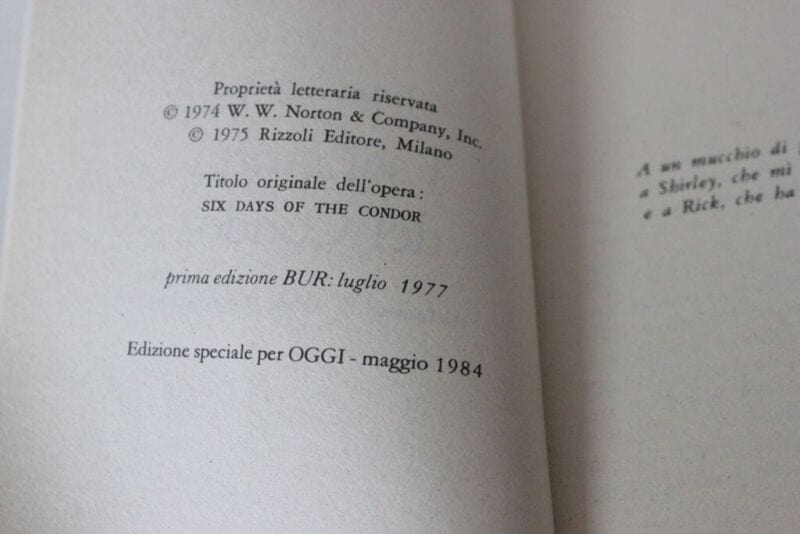 Proprietà letteraria riservata
© 1974 W. W. Norton & Company, Inc.
© 1975 Rizzoli Editore, Milano
Titolo originale dell'opera:
SIX DAYS OF THE CONDOR
prima edizione BUR: luglio 1977
Edizione speciale per OGGI - maggio 1984
A un mucchio di
a Shirley, che mi
e a Rick, che ha